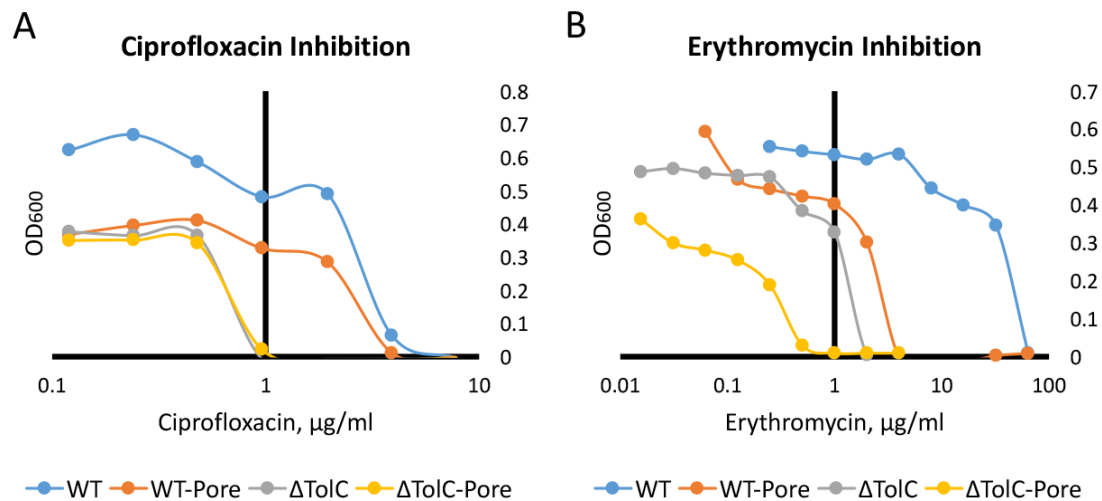 A
Ciprofloxacin Inhibition
0.8
0.7
0.6
0.5
0.4
0.3
0.2
0.1
0
OD600
0.1 1 10
Ciprofloxacin, µg/ml
WT WT-Pore ΔTolC ΔTolC-Pore
B
Erythromycin Inhibition
0.7
0.6
0.5
0.4
0.3
0.2
0.1
0
OD600
0.01 0.1 1 10 100
Erythromycin, µg/ml
WT WT-Pore ΔTolC ΔTolC-Pore